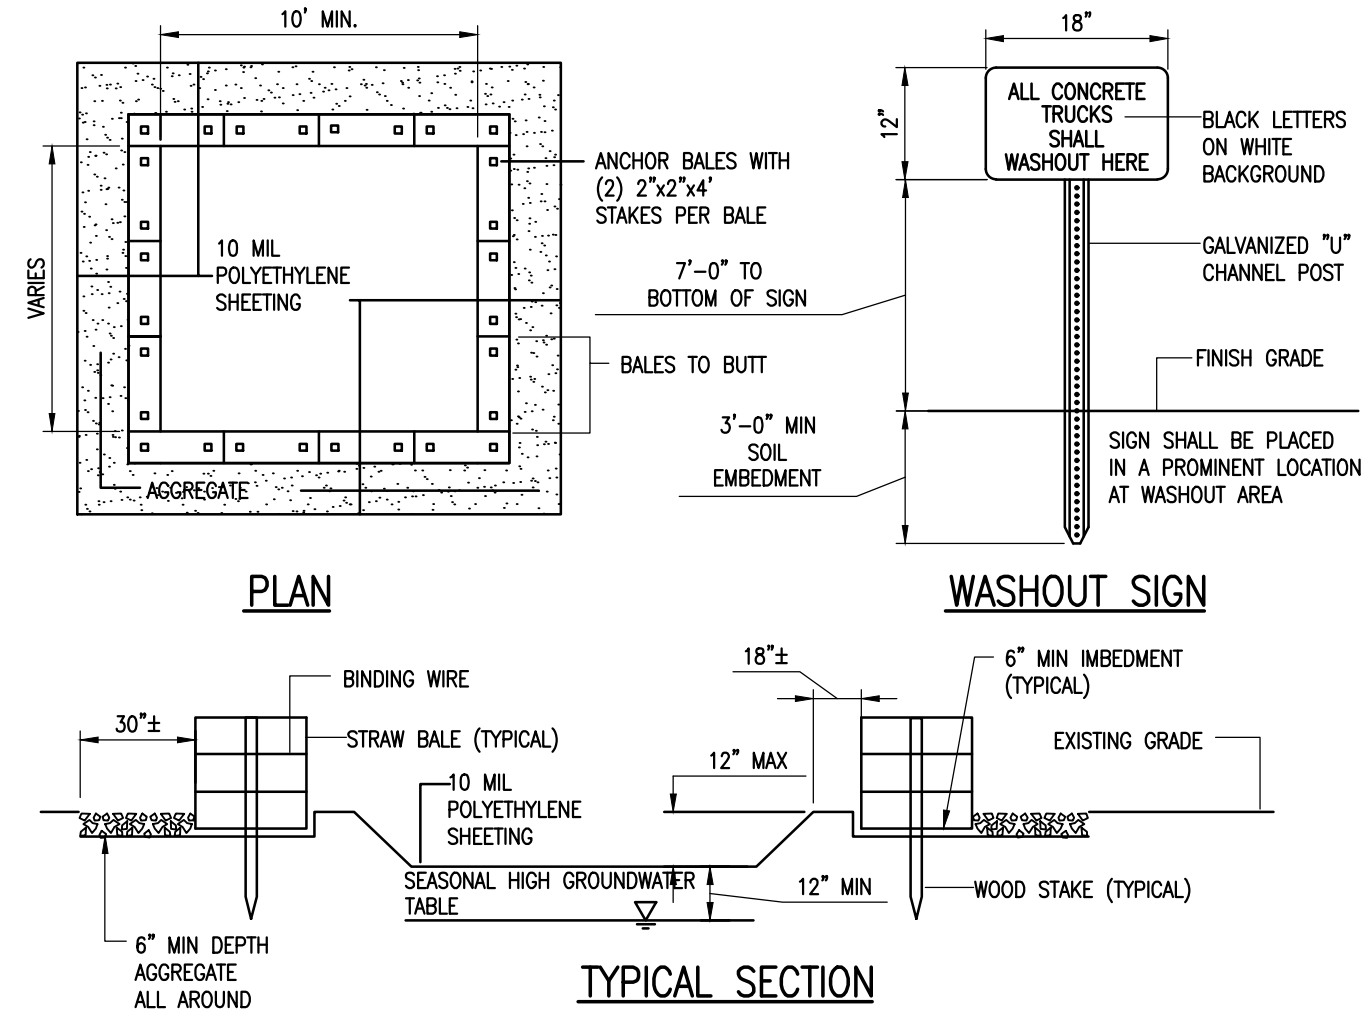 10' MIN.
VARIES
10 MIL
POLYETHYLENE
SHEETING
AGGREGATE
ANCHOR BALES WITH
(2) 2"x2"x4'
STAKES PER BALE
BALES TO BUTT
PLAN
18"
12"
ALL CONCRETE
TRUCKS
SHALL
WASHOUT HERE
BLACK LETTERS
ON WHITE
BACKGROUND
GALVANIZED "U"
CHANNEL POST
7'-0" TO
BOTTOM OF SIGN
FINISH GRADE
3'-0" MIN
SOIL
EMBEDMENT
SIGN SHALL BE PLACED
IN A PROMINENT LOCATION
AT WASHOUT AREA
WASHOUT SIGN
BINDING WIRE
30"±
STRAW BALE (TYPICAL)
10 MIL
POLYETHYLENE
SHEETING
18"±
6" MIN IMBEDMENT
(TYPICAL)
12" MAX
EXISTING GRADE
SEASONAL HIGH GROUNDWATER
TABLE
12" MIN
WOOD STAKE (TYPICAL)
6" MIN DEPTH
AGGREGATE
ALL AROUND
TYPICAL SECTION